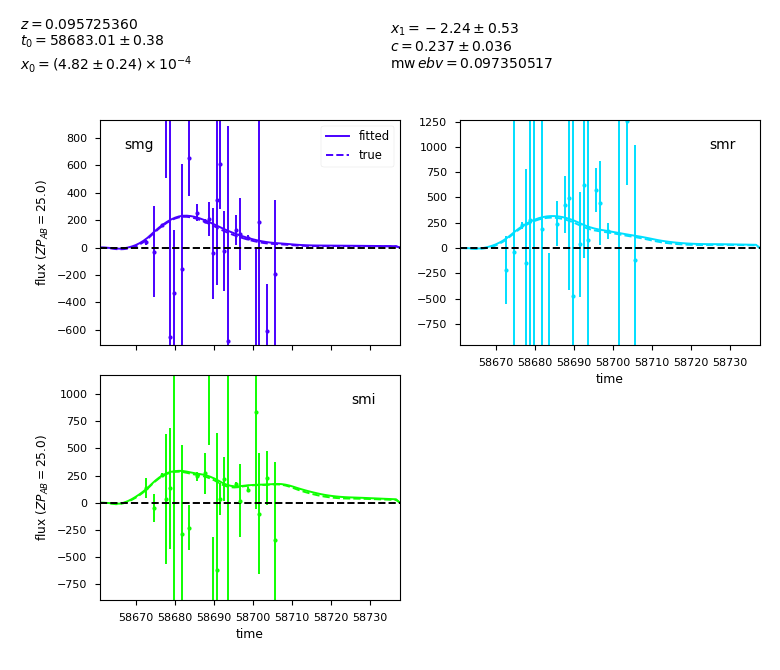 z = 0.095725360
t₀ = 58683.01 ± 0.38
x₀ = (4.82 ± 0.24) × 10⁻⁴
x₁ = −2.24 ± 0.53
c = 0.237 ± 0.036
mw ebv = 0.097350517
smg
fitted
true
800
600
400
200
0
−200
−400
−600
flux (ZP_AB = 25.0)
smr
1250
1000
750
500
250
0
−250
−500
−750
58670 58680 58690 58700 58710 58720 58730
time
smi
1000
750
500
250
0
−250
−500
−750
flux (ZP_AB = 25.0)
58670 58680 58690 58700 58710 58720 58730
time